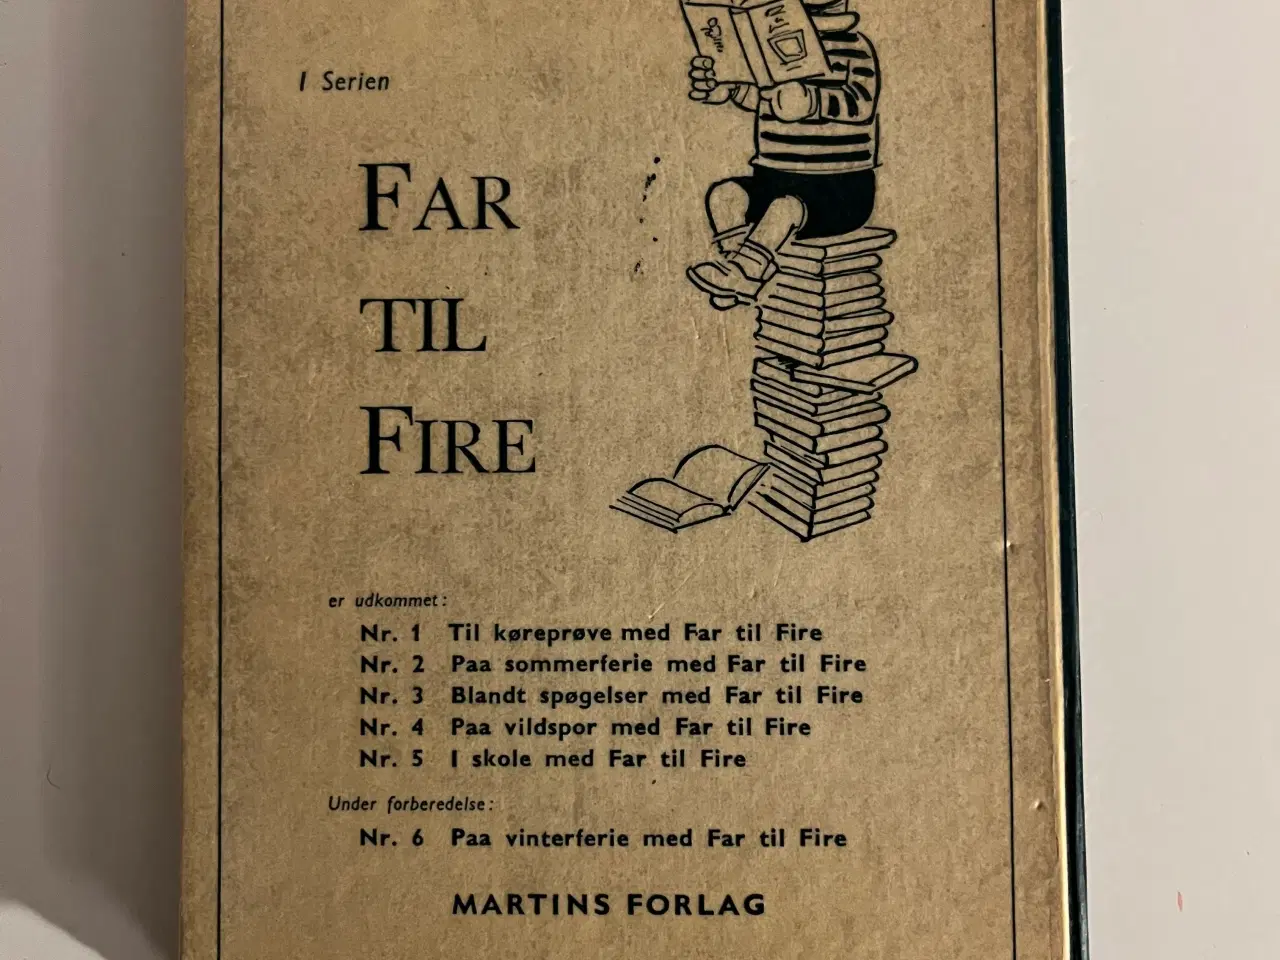 I Serien
FAR
TIL
FIRE
er udkommet:
Nr. 1 Til køreprøve med Far til Fire
Nr. 2 Paa sommerferie med Far til Fire
Nr. 3 Blandt spøgelser med Far til Fire
Nr. 4 Paa vildspor med Far til Fire
Nr. 5 I skole med Far til Fire
Under forberedelse:
Nr. 6 Paa vinterferie med Far til Fire
MARTINS FORLAG